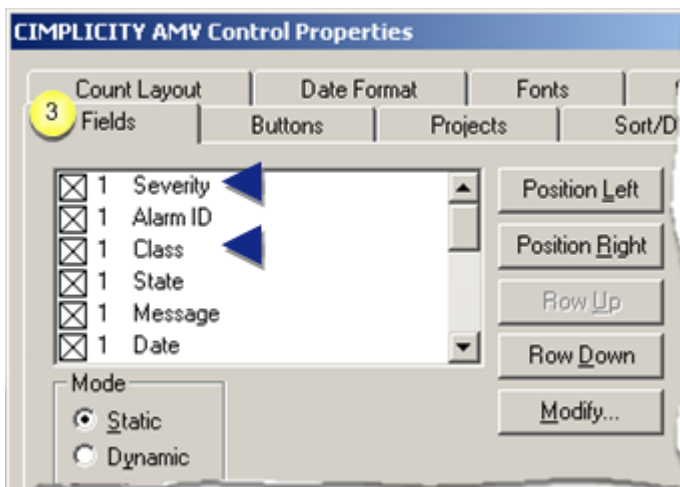 CIMPLICITY AMV Control Properties
Count Layout Date Format Fonts
3 Fields Buttons Projects Sort/D
1 Severity
1 Alarm ID
1 Class
1 State
1 Message
1 Date
Position Left
Position Right
Row Up
Row Down
Modify...
Mode
Static
Dynamic